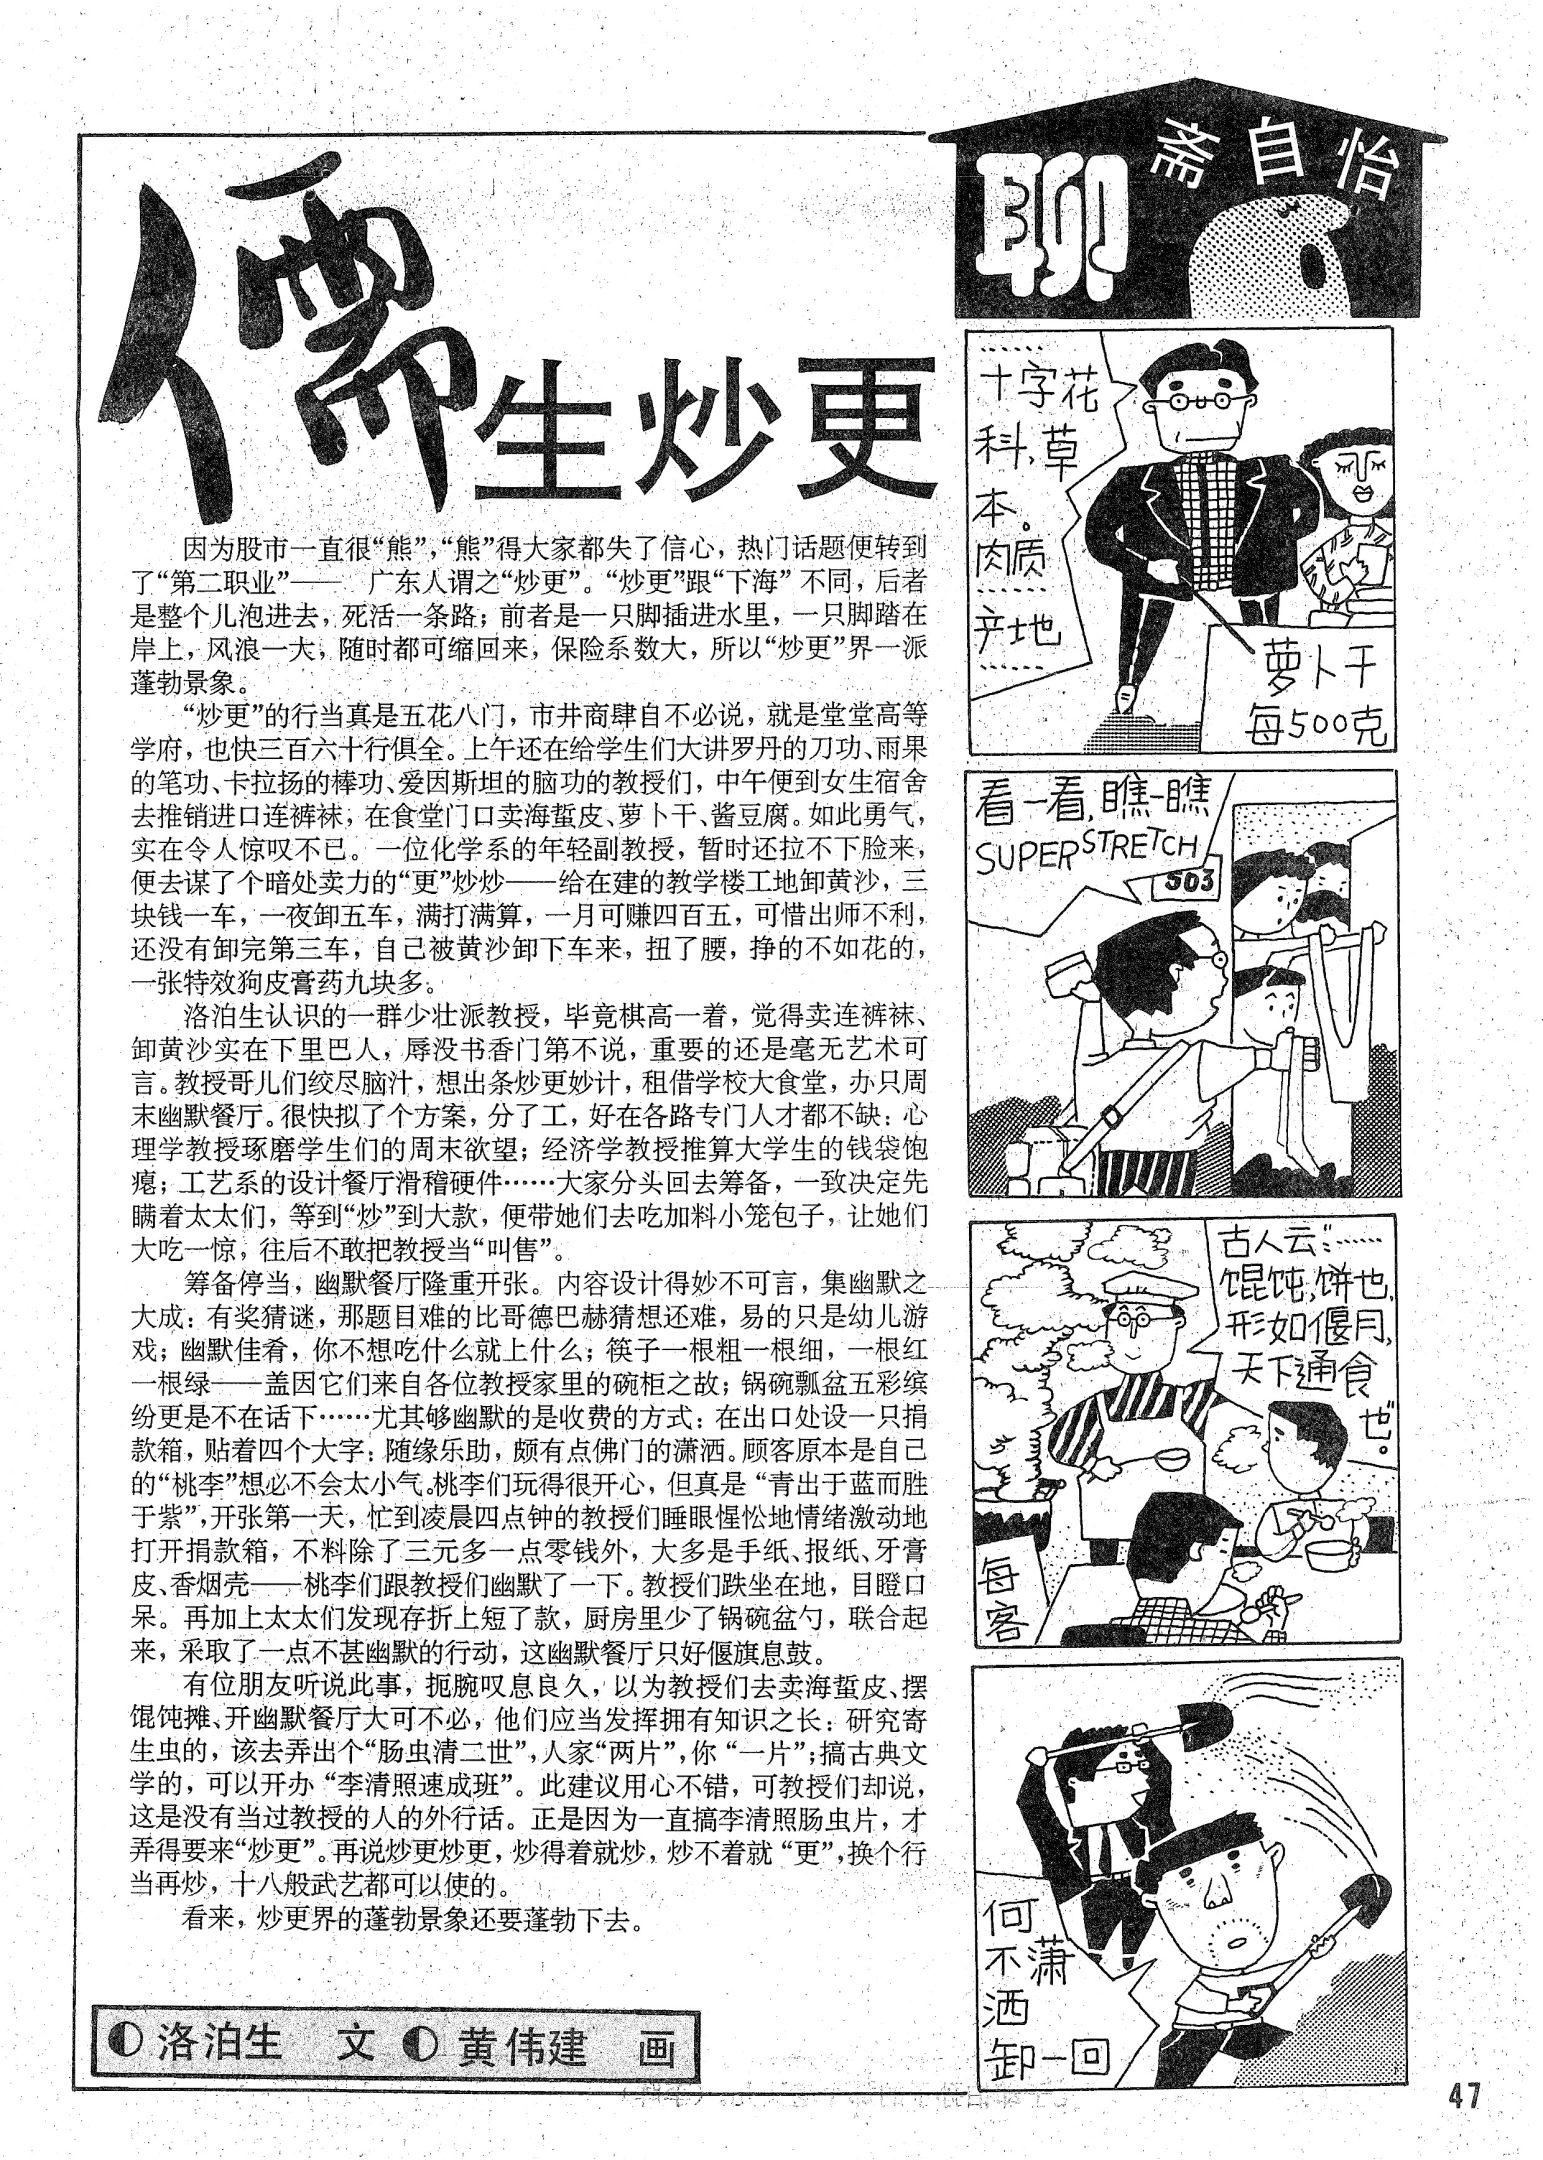 聊斋自怡
儒生炒更
因为股市一直很“熊”，“熊”得大家都失了信心，热门话题便转到
了“第二职业”—— 广东人谓之“炒更”。“炒更”跟“下海” 不同，后者
是整个儿泡进去，死活一条路；前者是一只脚插进水里，一只脚踏在
岸上，风浪一大，随时都可缩回来，保险系数大，所以“炒更”界一派
蓬勃景象。
“炒更”的行当真是五花八门，市井商肆自不必说，就是堂堂高等
学府，也快三百六十行俱全。上午还在给学生们大讲罗丹的刀功、雨果
的笔功、卡拉扬的棒功、爱因斯坦的脑功的教授们，中午便到女生宿舍
去推销进口连裤袜，在食堂门口卖海蜇皮、萝卜干、酱豆腐。如此勇气，
实在令人惊叹不已。一位化学系的年轻副教授，暂时还拉不下脸来，
便去谋了个暗处卖力的“更”炒炒——给在建的教学楼工地卸黄沙，三
块钱一车，一夜卸五车，满打满算，一月可赚四百五，可惜出师不利，
还没有卸完第三车，自己被黄沙卸下车来，扭了腰，挣的不如花的，
一张特效狗皮膏药九块多。
洛泊生认识的一群少壮派教授，毕竟棋高一着，觉得卖连裤袜、
卸黄沙实在下里巴人，辱没书香门第不说，重要的还是毫无艺术可
言。教授哥儿们绞尽脑汁，想出条炒更妙计，租借学校大食堂，办只周
末幽默餐厅。很快拟了个方案，分了工，好在各路专门人才都不缺：心
理学教授琢磨学生们的周末欲望；经济学教授推算大学生的钱袋饱
瘪；工艺系的设计餐厅滑稽硬件……大家分头回去筹备，一致决定先
瞒着太太们，等到“炒”到大款，便带她们去吃加料小笼包子，让她们
大吃一惊，往后不敢把教授当“叫售”。
筹备停当，幽默餐厅隆重开张。内容设计得妙不可言，集幽默之
大成：有奖猜谜，那题目难的比哥德巴赫猜想还难，易的只是幼儿游
戏；幽默佳肴，你不想吃什么就上什么；筷子一根粗一根细，一根红
一根绿——盖因它们来自各位教授家里的碗柜之故；锅碗瓢盆五彩缤
纷更是不在话下……尤其够幽默的是收费的方式：在出口处设一只捐
款箱，贴着四个大字：随缘乐助，颇有点佛门的潇洒。顾客原本是自己
的“桃李”想必不会太小气。桃李们玩得很开心，但真是 “青出于蓝而胜
于紫”，开张第一天，忙到凌晨四点钟的教授们睡眼惺忪地情绪激动地
打开捐款箱，不料除了三元多一点零钱外，大多是手纸、报纸、牙膏
皮、香烟壳——桃李们跟教授们幽默了一下。教授们跌坐在地，目瞪口
呆。再加上太太们发现存折上短了款，厨房里少了锅碗盆勺，联合起
来，采取了一点不甚幽默的行动，这幽默餐厅只好偃旗息鼓。
有位朋友听说此事，扼腕叹息良久，以为教授们去卖海蜇皮、摆
馄饨摊、开幽默餐厅大可不必，他们应当发挥拥有知识之长：研究寄
生虫的，该去弄出个“肠虫清二世”，人家“两片”，你 “一片”；搞古典文
学的，可以开办 “李清照速成班”。此建议用心不错，可教授们却说，
这是没有当过教授的人的外行话。正是因为一直搞李清照肠虫片，才
弄得要来“炒更”。再说炒更炒更，炒得着就炒，炒不着就 “更”，换个行
当再炒，十八般武艺都可以使的。
看来，炒更界的蓬勃景象还要蓬勃下去。
洛泊生 文 黄伟建 画
……
十字花
科，草
本。
肉质
……
产地
……
萝卜干
每500克
看一看，瞧一瞧
SUPER STRETCH
503
古人云：……
馄饨，饼也，
形如偃月，
天下通食
也。
每
客
何
不潇
洒
卸一回
47